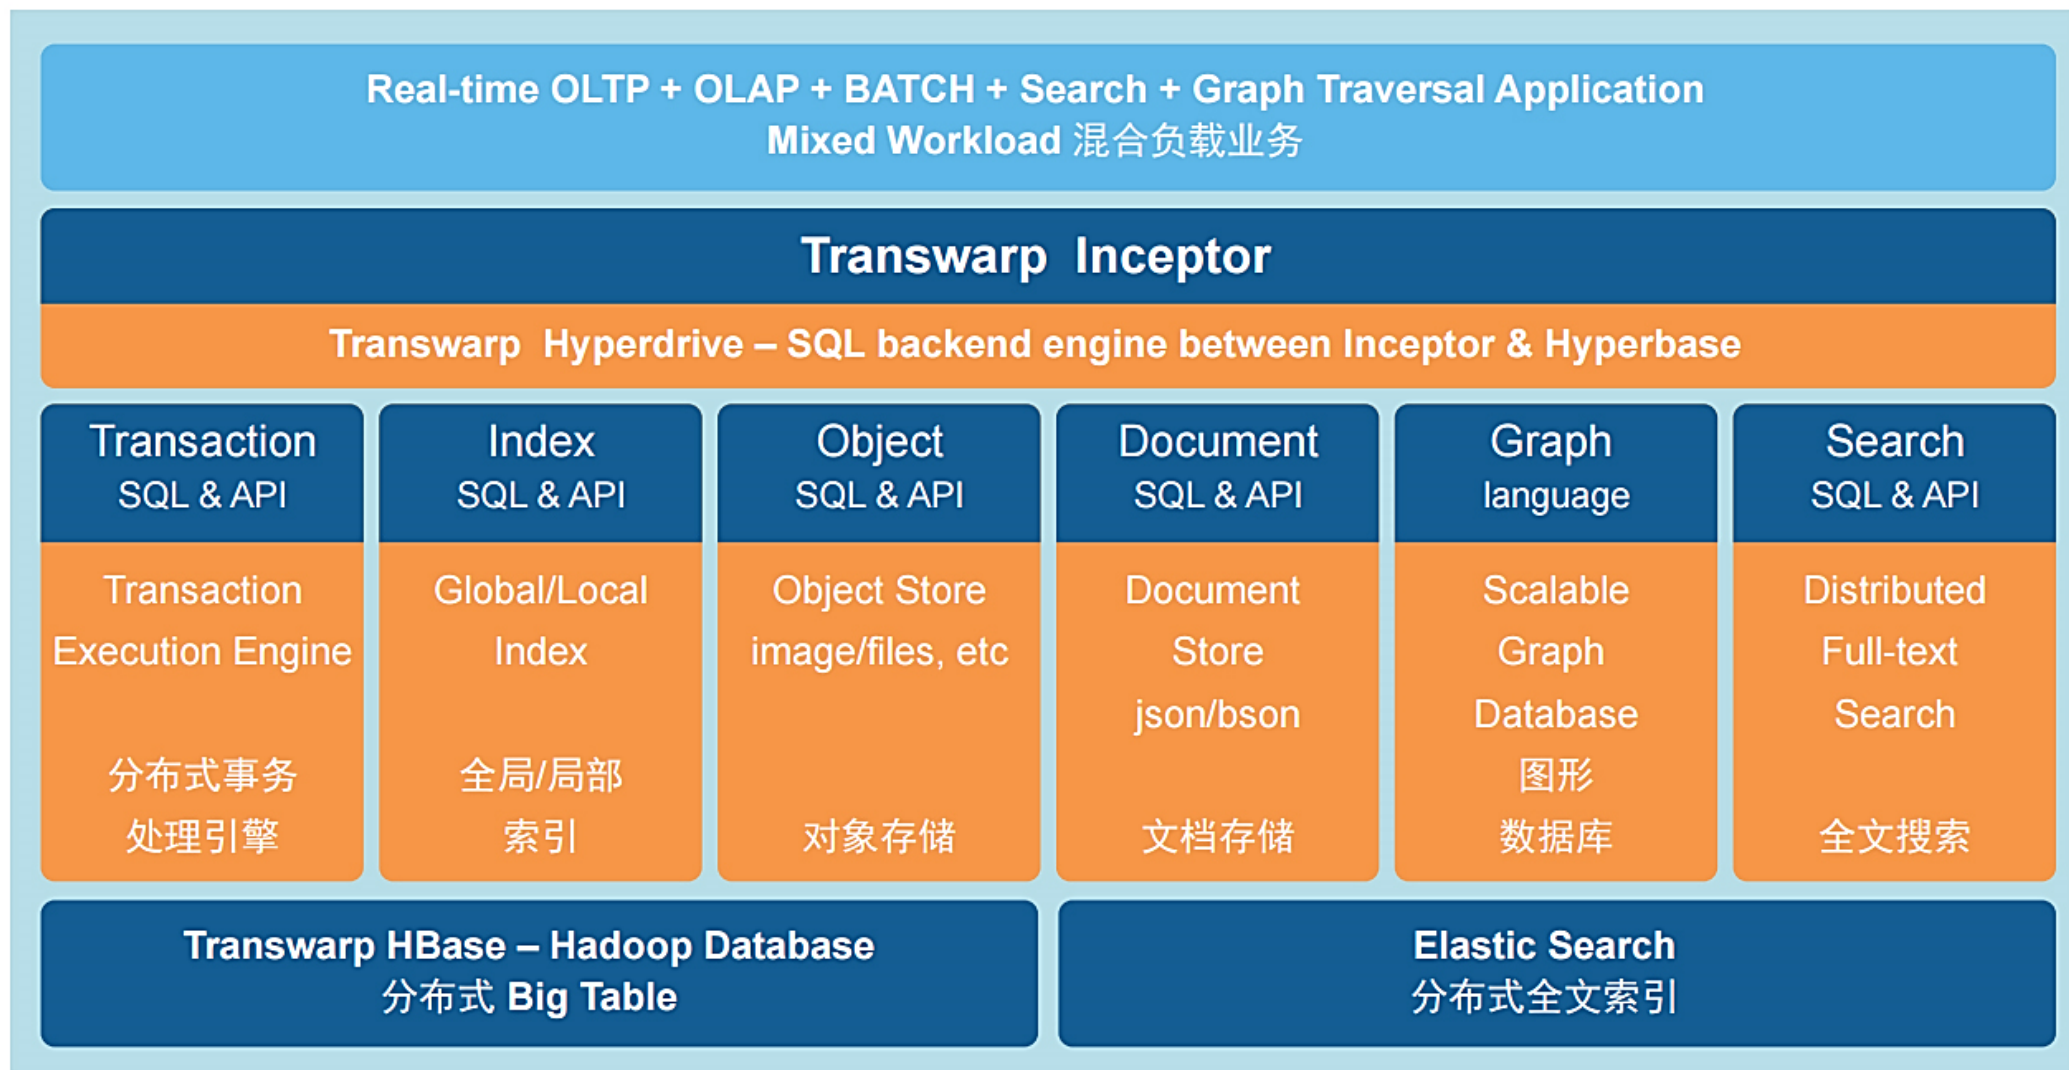 Real-time OLTP + OLAP + BATCH + Search + Graph Traversal Application
Mixed Workload 混合负载业务
Transwarp Inceptor
Transwarp Hyperdrive – SQL backend engine between Inceptor & Hyperbase
Transaction
SQL & API
Transaction
Execution Engine
分布式事务
处理引擎
Index
SQL & API
Global/Local
Index
全局/局部
索引
Object
SQL & API
Object Store
image/files, etc
对象存储
Document
SQL & API
Document
Store
json/bson
文档存储
Graph
language
Scalable
Graph
Database
图形
数据库
Search
SQL & API
Distributed
Full-text
Search
全文搜索
Transwarp HBase – Hadoop Database
分布式 Big Table
Elastic Search
分布式全文索引